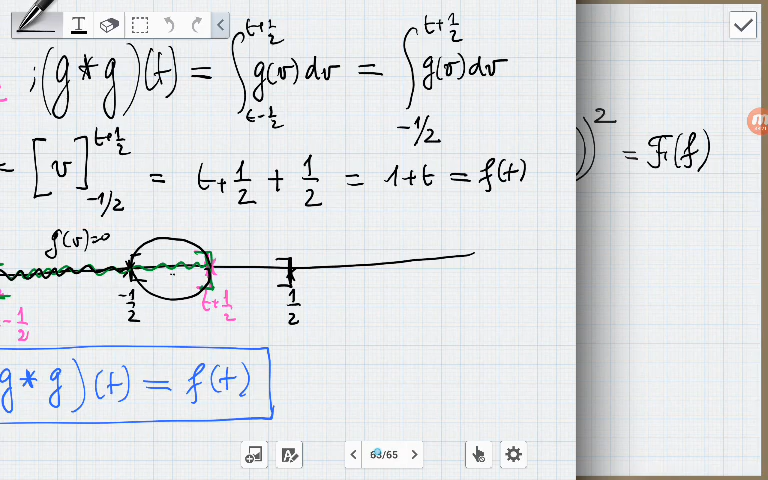 ; (g * g)(t) = ∫_{t-1/2}^{t+1/2} g(v) dv = ∫_{-1/2}^{t+1/2} g(v) dv
))² = F(f)
= [v]_{-1/2}^{t+1/2} = t + 1/2 + 1/2 = 1+t = f(t)
g(v)=0
- 1/2
-1/2
t+1/2
1/2
g * g)(t) = f(t)
63/65